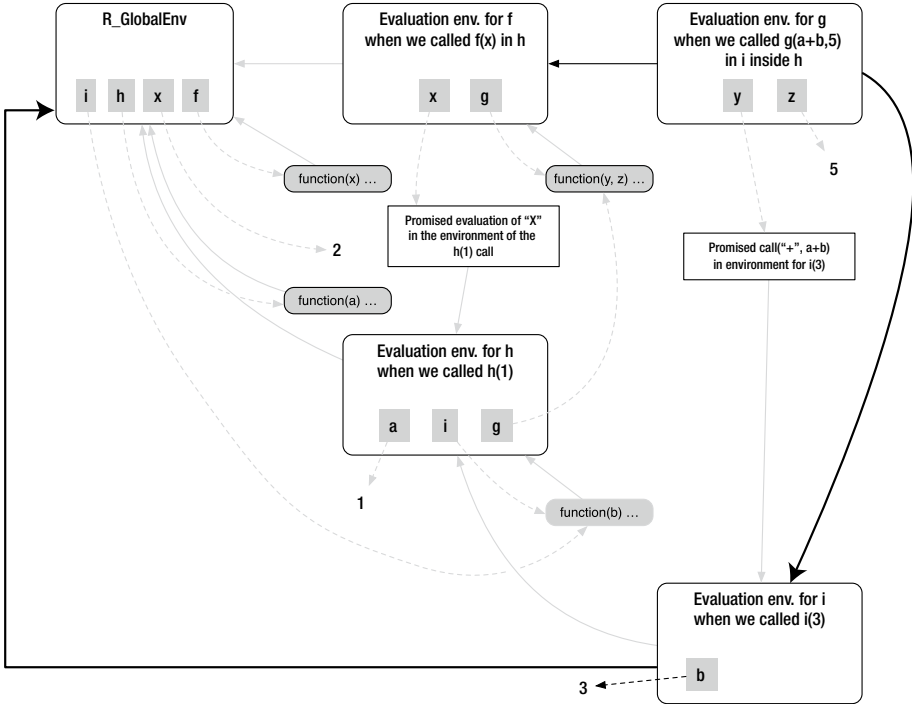 R_GlobalEnv
i h x f
Evaluation env. for f
when we called f(x) in h
x g
Evaluation env. for g
when we called g(a+b,5)
in i inside h
y z
function(x) ...
function(y, z) ...
5
Promised evaluation of “X”
in the environment of the
h(1) call
2
Promised call(“+”, a+b)
in environment for i(3)
function(a) ...
Evaluation env. for h
when we called h(1)
a i g
1
function(b) ...
Evaluation env. for i
when we called i(3)
b
3